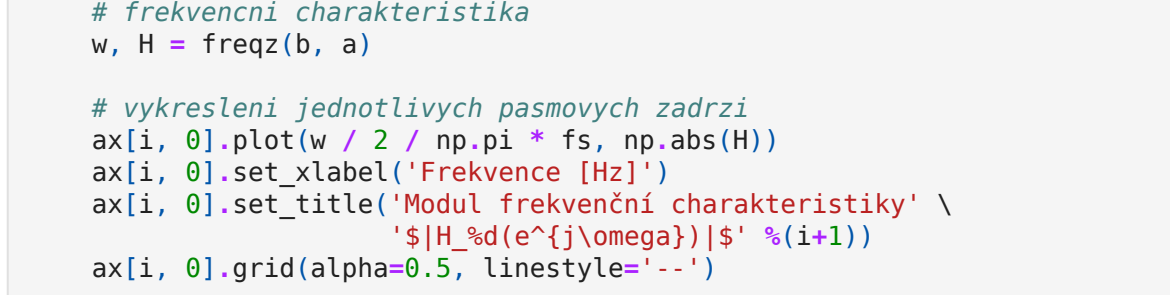 # frekvencni charakteristika
w, H = freqz(b, a)
# vykresleni jednotlivych pasmovych zadrzi
ax[i, 0].plot(w / 2 / np.pi * fs, np.abs(H))
ax[i, 0].set_xlabel('Frekvence [Hz]')
ax[i, 0].set_title('Modul frekvenční charakteristiky' \
'$|H_%d(e^{j\omega})|$' %(i+1))
ax[i, 0].grid(alpha=0.5, linestyle='--')